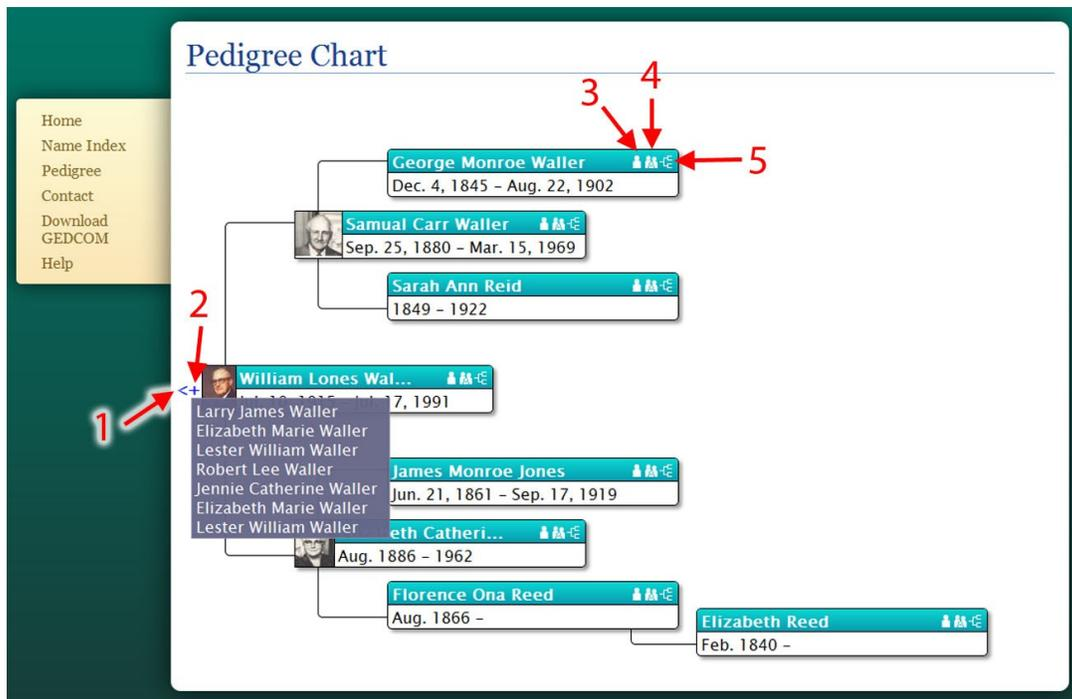 Pedigree Chart
Home
Name Index
Pedigree
Contact
Download
GEDCOM
Help
3
4
5
George Monroe Waller
Dec. 4, 1845 – Aug. 22, 1902
Samual Carr Waller
Sep. 25, 1880 – Mar. 15, 1969
Sarah Ann Reid
1849 – 1922
2
1
<+
William Lones Wal...
17, 1991
Larry James Waller
Elizabeth Marie Waller
Lester William Waller
Robert Lee Waller
Jennie Catherine Waller
Elizabeth Marie Waller
Lester William Waller
James Monroe Jones
Jun. 21, 1861 – Sep. 17, 1919
eth Catheri...
Aug. 1886 – 1962
Florence Ona Reed
Aug. 1866 –
Elizabeth Reed
Feb. 1840 –